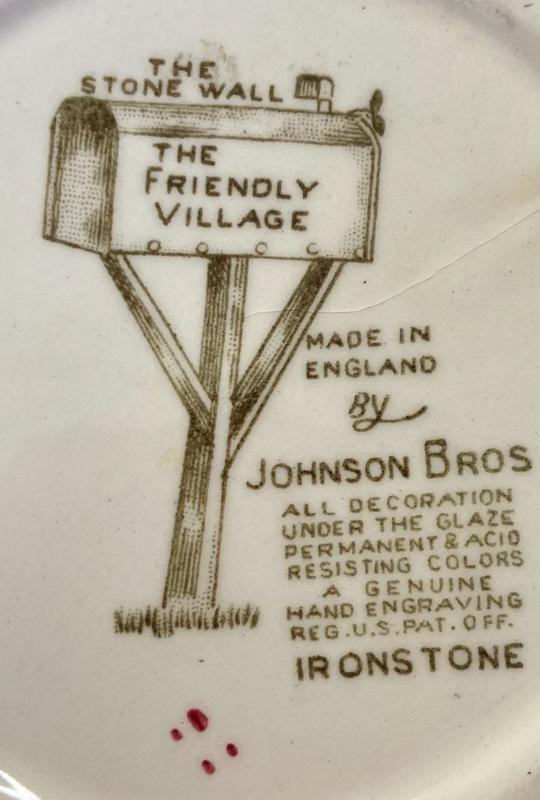 THE
STONE WALL
THE
FRIENDLY
VILLAGE
MADE IN
ENGLAND
By
JOHNSON BROS
ALL DECORATION
UNDER THE GLAZE
PERMANENT & ACID
RESISTING COLORS
A GENUINE
HAND ENGRAVING
REG.U.S.PAT.OFF.
IRONSTONE